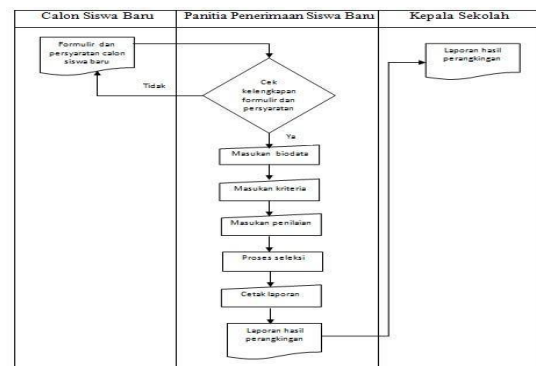 Calon Siswa Baru
Panitia Penerimaan Siswa Baru
Kepala Sekolah
Formulir dan
persyaratan calon
siswa baru
Laporan hasil
perangkingan
Tidak
Cek
kelengkapan
formulir dan
persyaratan
Ya
Masukan biodata
Masukan kriteria
Masukan penilaian
Proses seleksi
Cetak laporan
Laporan hasil
perangkingan